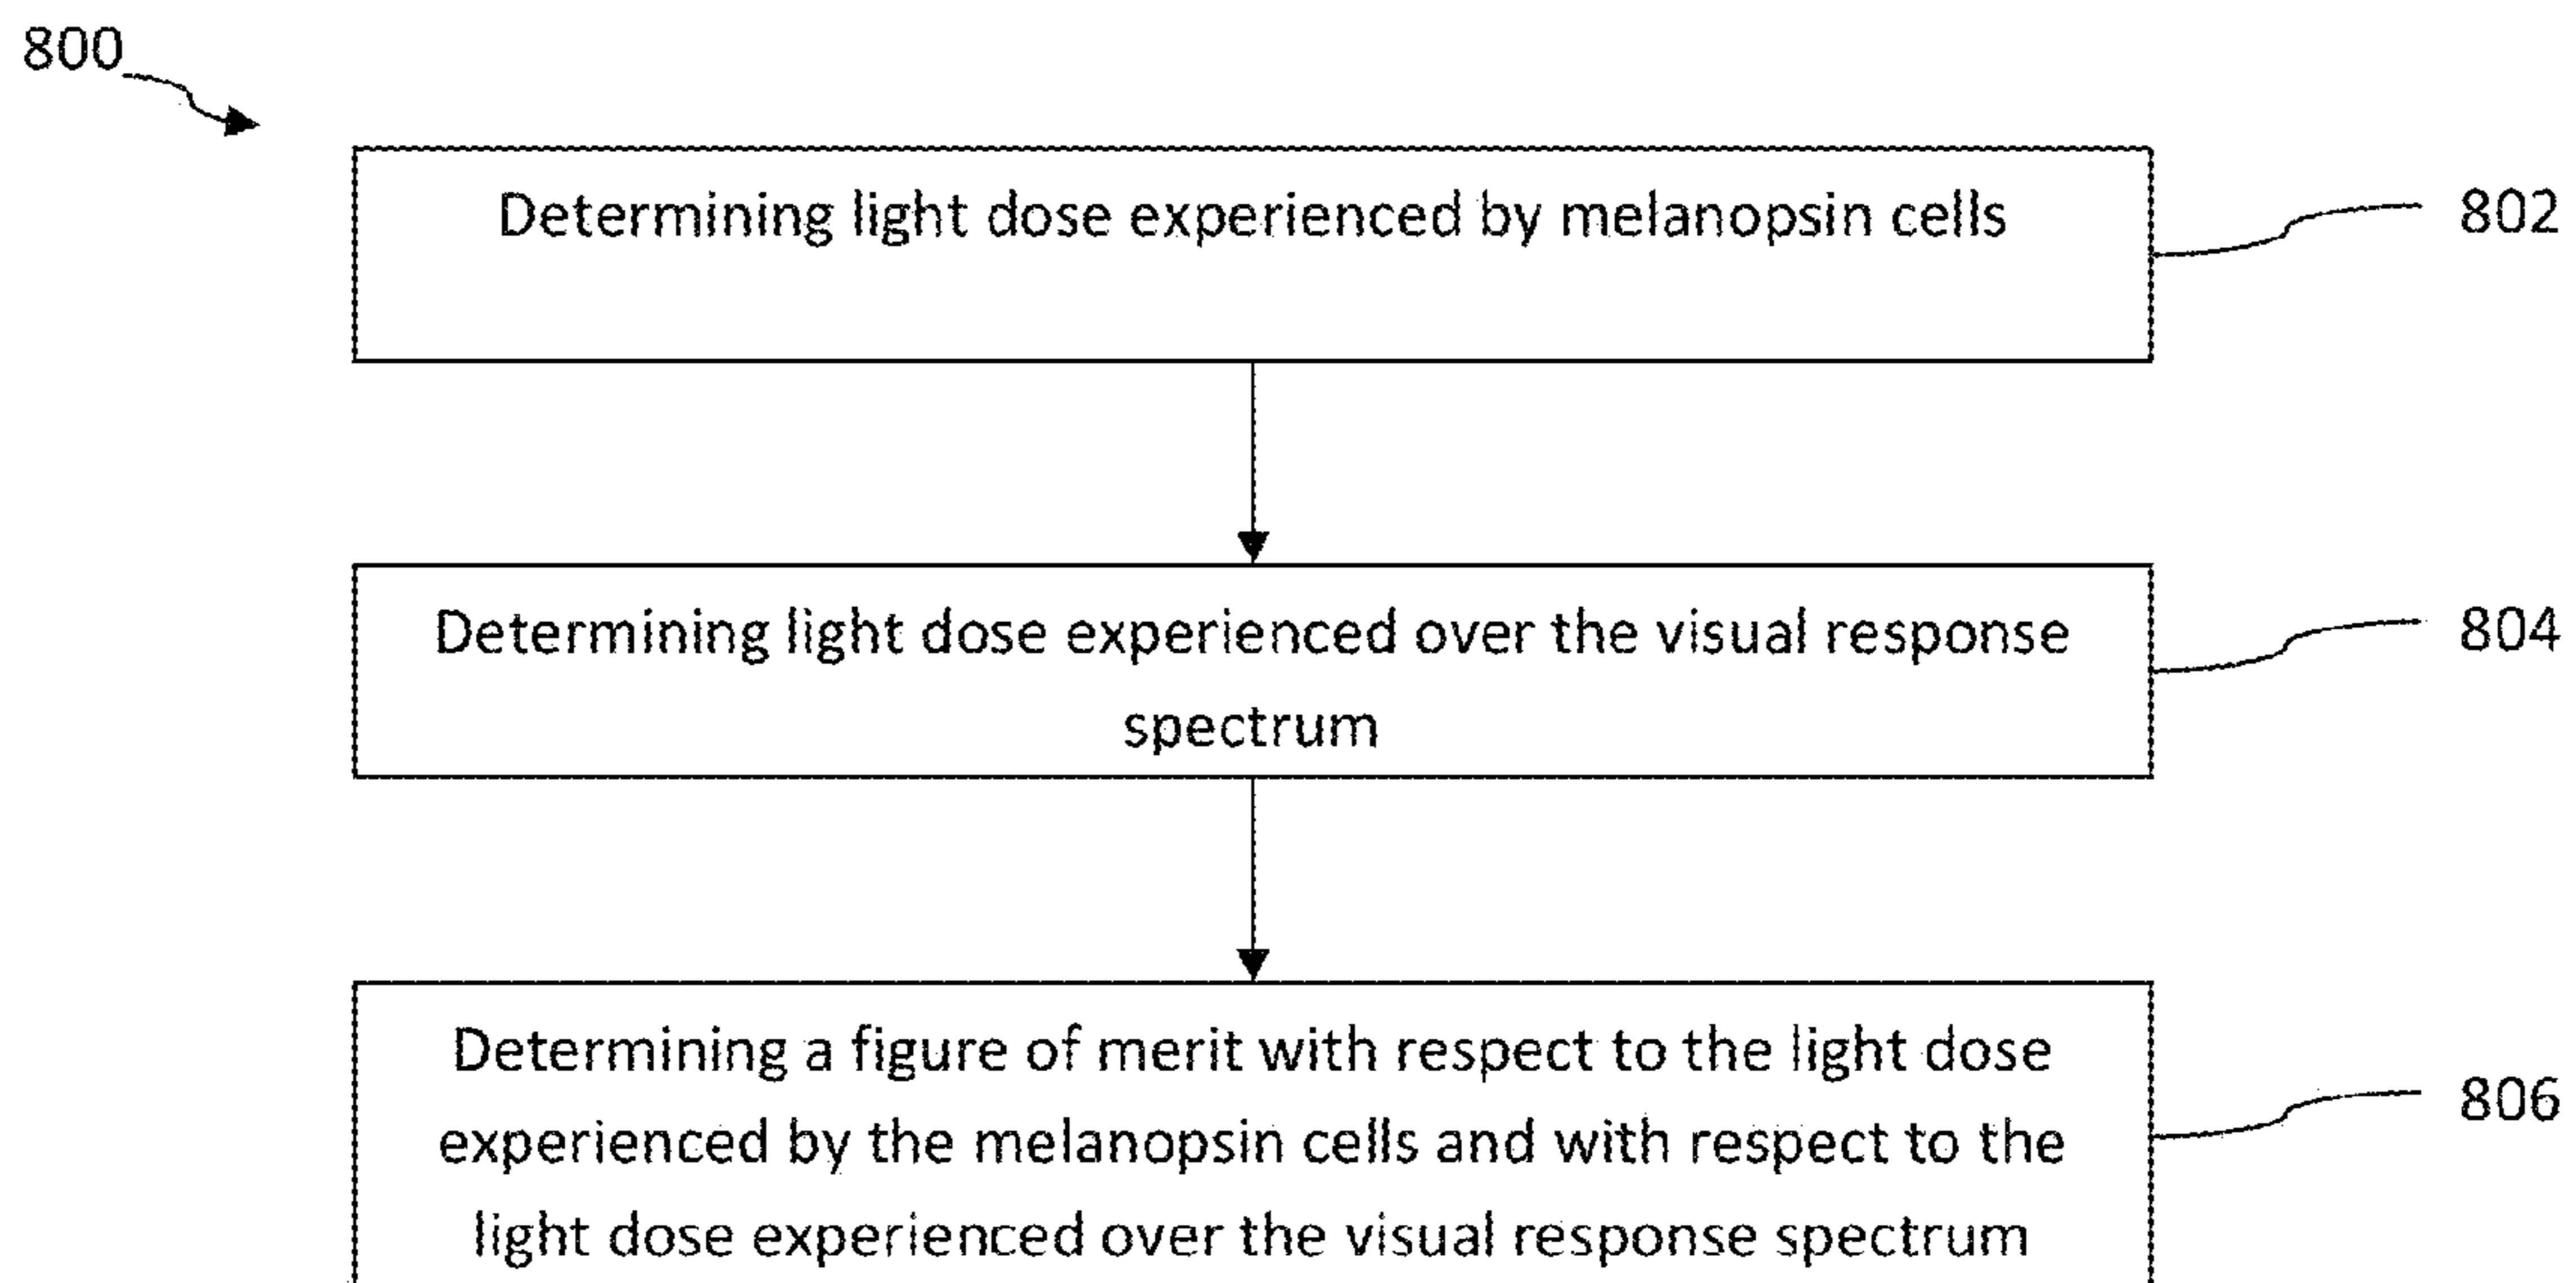 800
Determining light dose experienced by melanopsin cells
802
Determining light dose experienced over the visual response
spectrum
804
Determining a figure of merit with respect to the light dose
experienced by the melanopsin cells and with respect to the
light dose experienced over the visual response spectrum
806